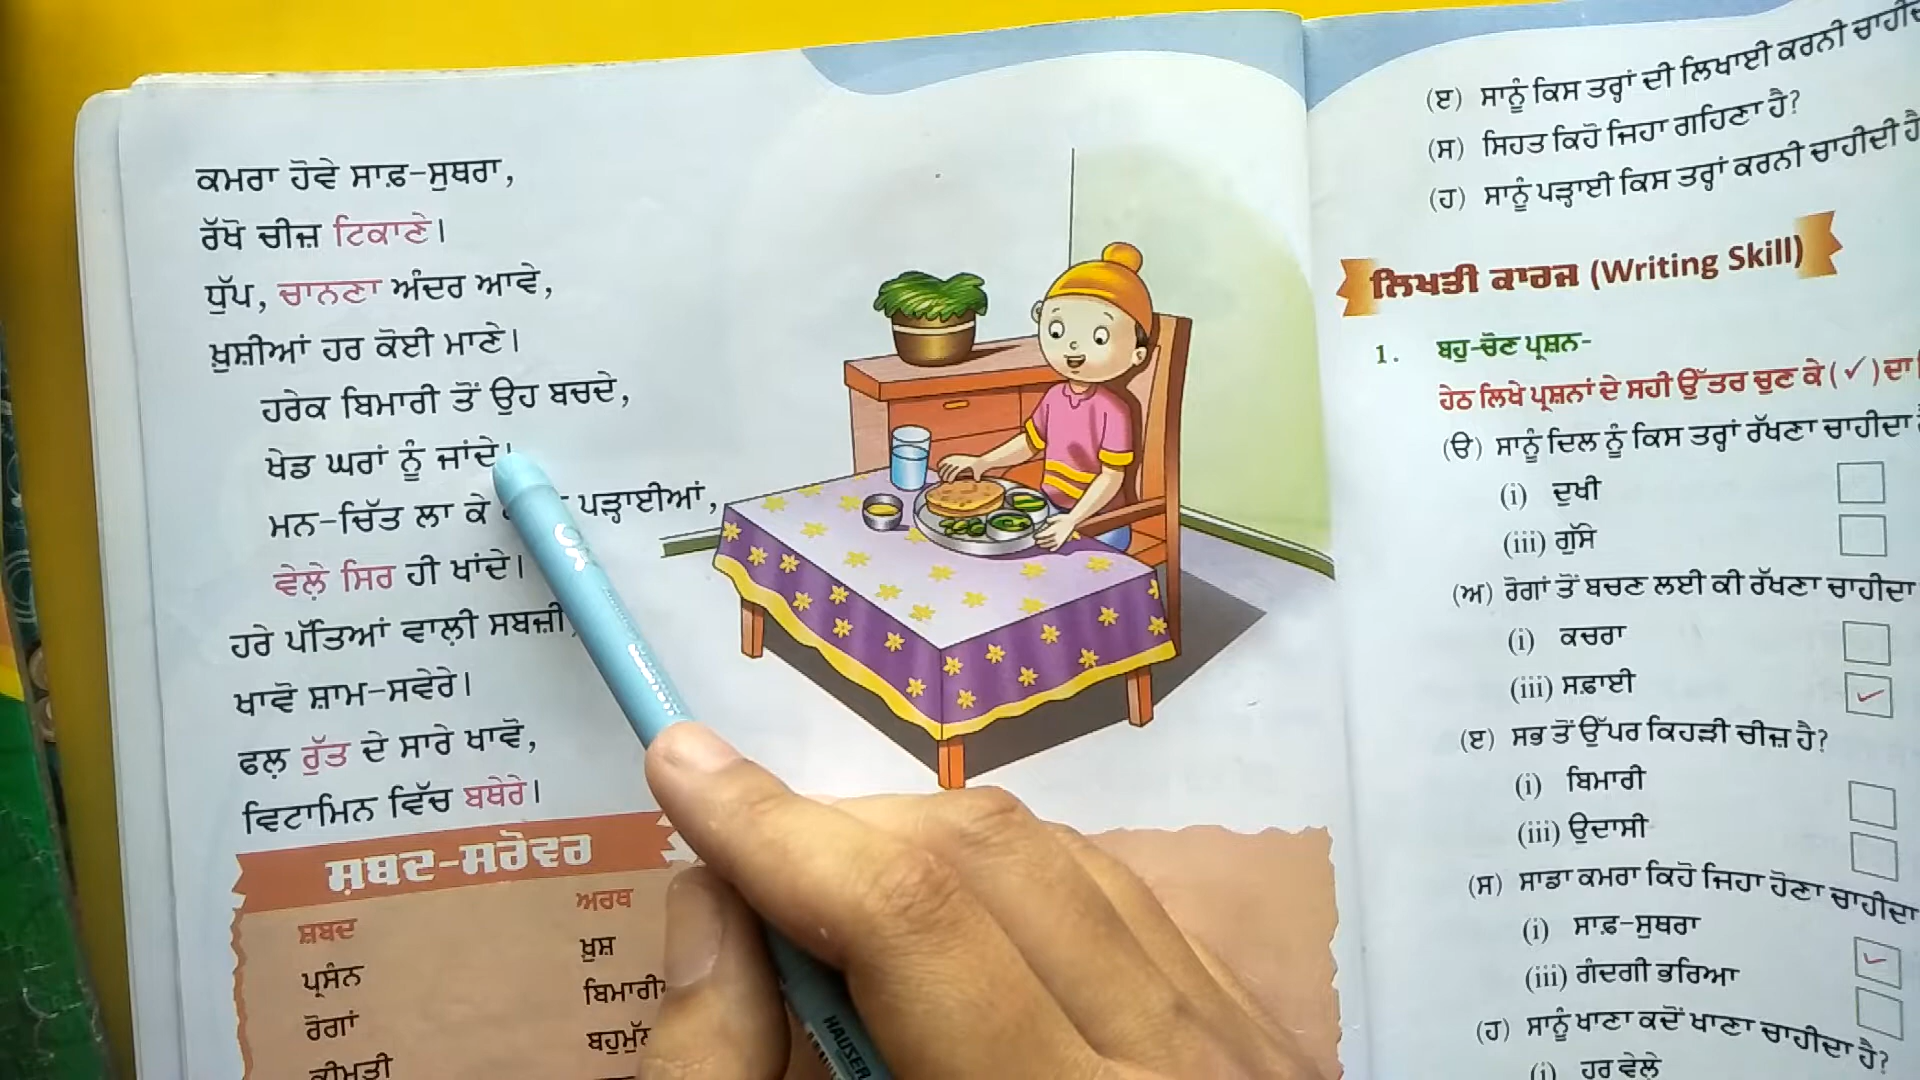 ਕਮਰਾ ਹੋਵੇ ਸਾਫ਼-ਸੁਥਰਾ,
ਰੱਖੋ ਚੀਜ਼ ਟਿਕਾਣੇ।
ਧੁੱਪ, ਚਾਨਣਾ ਅੰਦਰ ਆਵੇ,
ਖ਼ੁਸ਼ੀਆਂ ਹਰ ਕੋਈ ਮਾਣੇ।
ਹਰੇਕ ਬਿਮਾਰੀ ਤੋਂ ਉਹ ਬਚਦੇ,
ਖੇਡ ਘਰਾਂ ਨੂੰ ਜਾਂਦੇ।
ਮਨ-ਚਿੱਤ ਲਾ ਕੇ ਪੜ੍ਹਾਈਆਂ,
ਵੇਲ਼ੇ ਸਿਰ ਹੀ ਖਾਂਦੇ।
ਹਰੇ ਪੱਤਿਆਂ ਵਾਲ਼ੀ ਸਬਜ਼ੀ,
ਖਾਵੋ ਸ਼ਾਮ-ਸਵੇਰੇ।
ਫਲ਼ ਰੁੱਤ ਦੇ ਸਾਰੇ ਖਾਵੋ,
ਵਿਟਾਮਿਨ ਵਿੱਚ ਬਥੇਰੇ।
ਸ਼ਬਦ-ਸਰੋਵਰ
ਸ਼ਬਦ ਅਰਥ
ਪ੍ਰਸੰਨ ਖ਼ੁਸ਼
ਰੋਗਾਂ
ਕੀਮਤੀ
(ੲ) ਸਾਨੂੰ ਕਿਸ ਤਰ੍ਹਾਂ ਦੀ ਲਿਖਾਈ ਕਰਨੀ
(ਸ) ਸਿਹਤ ਕਿਹੋ ਜਿਹਾ ਗਹਿਣਾ ਹੈ?
(ਹ) ਸਾਨੂੰ ਪੜ੍ਹਾਈ ਕਿਸ ਤਰ੍ਹਾਂ ਕਰਨੀ ਚਾਹੀਦੀ ਹੈ
ਲਿਖਤੀ ਕਾਰਜ (Writing Skill)
1. ਬਹੁ-ਚੋਣ ਪ੍ਰਸ਼ਨ-
ਹੇਠ ਲਿਖੇ ਪ੍ਰਸ਼ਨਾਂ ਦੇ ਸਹੀ ਉੱਤਰ ਚੁਣ ਕੇ (✓) ਦਾ
(ੳ) ਸਾਨੂੰ ਦਿਲ ਨੂੰ ਕਿਸ ਤਰ੍ਹਾਂ ਰੱਖਣਾ ਚਾਹੀਦਾ
(i) ਦੁਖੀ
(iii) ਗੁੱਸੇ
(ਅ) ਰੋਗਾਂ ਤੋਂ ਬਚਣ ਲਈ ਕੀ ਰੱਖਣਾ ਚਾਹੀਦਾ
(i) ਕਚਰਾ
(iii) ਸਫ਼ਾਈ ✓
(ੲ) ਸਭ ਤੋਂ ਉੱਪਰ ਕਿਹੜੀ ਚੀਜ਼ ਹੈ?
(i) ਬਿਮਾਰੀ
(iii) ਉਦਾਸੀ
(ਸ) ਸਾਡਾ ਕਮਰਾ ਕਿਹੋ ਜਿਹਾ ਹੋਣਾ ਚਾਹੀਦਾ
(i) ਸਾਫ਼-ਸੁਥਰਾ ✓
(iii) ਗੰਦਗੀ ਭਰਿਆ
(ਹ) ਸਾਨੂੰ ਖਾਣਾ ਕਦੋਂ ਖਾਣਾ ਚਾਹੀਦਾ ਹੈ?
(i) ਹਰ ਵੇਲ਼ੇ
HAUSER